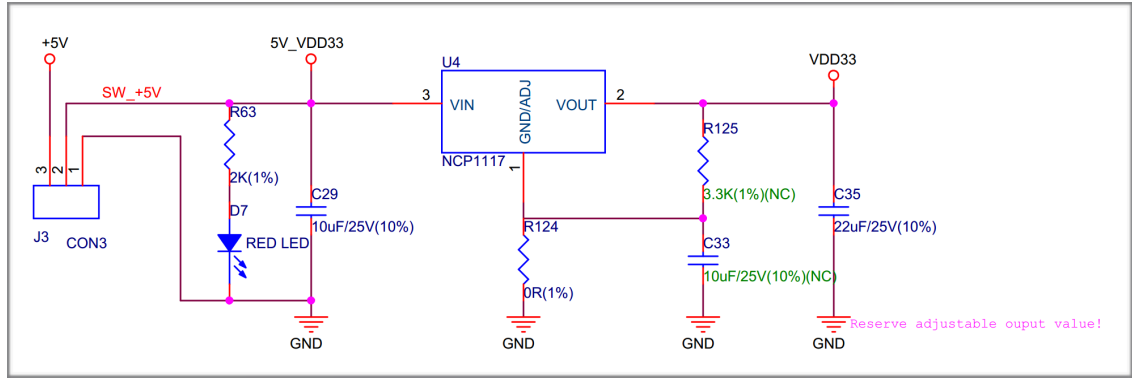 +5V
5V_VDD33
VDD33
U4
SW_+5V
3
VIN
GND/ADJ
VOUT
2
R63
R125
NCP1117
1
3
2
1
2K(1%)
3.3K(1%)(NC)
D7
C29
C35
10uF/25V(10%)
R124
22uF/25V(10%)
J3
CON3
RED LED
C33
10uF/25V(10%)(NC)
0R(1%)
Reserve adjustable ouput value!
GND
GND
GND
GND